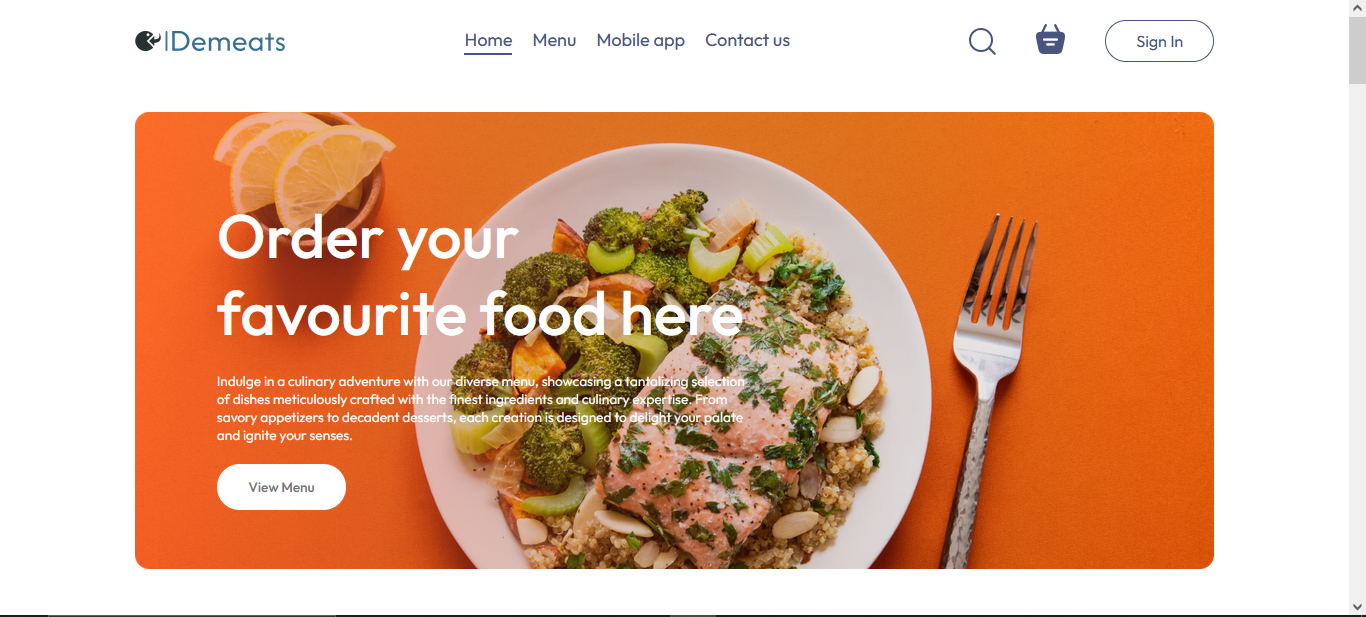 |Demeats
Home Menu Mobile app Contact us
Sign In
Order your
favourite food here
Indulge in a culinary adventure with our diverse menu, showcasing a tantalizing selection
of dishes meticulously crafted with the finest ingredients and culinary expertise. From
savory appetizers to decadent desserts, each creation is designed to delight your palate
and ignite your senses.
View Menu